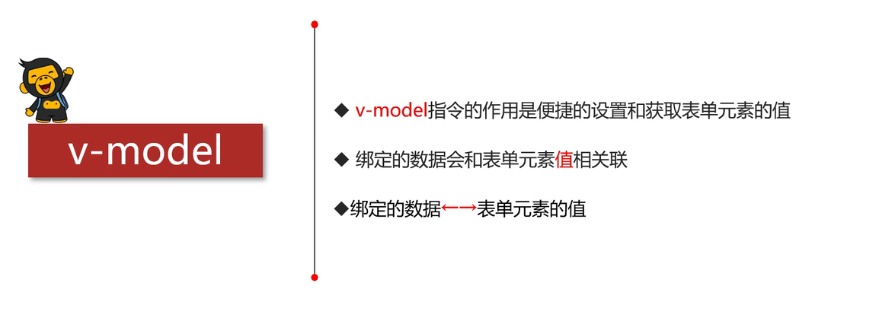 v-model
◆ v-model指令的作用是便捷的设置和获取表单元素的值
◆ 绑定的数据会和表单元素值相关联
◆绑定的数据←→表单元素的值